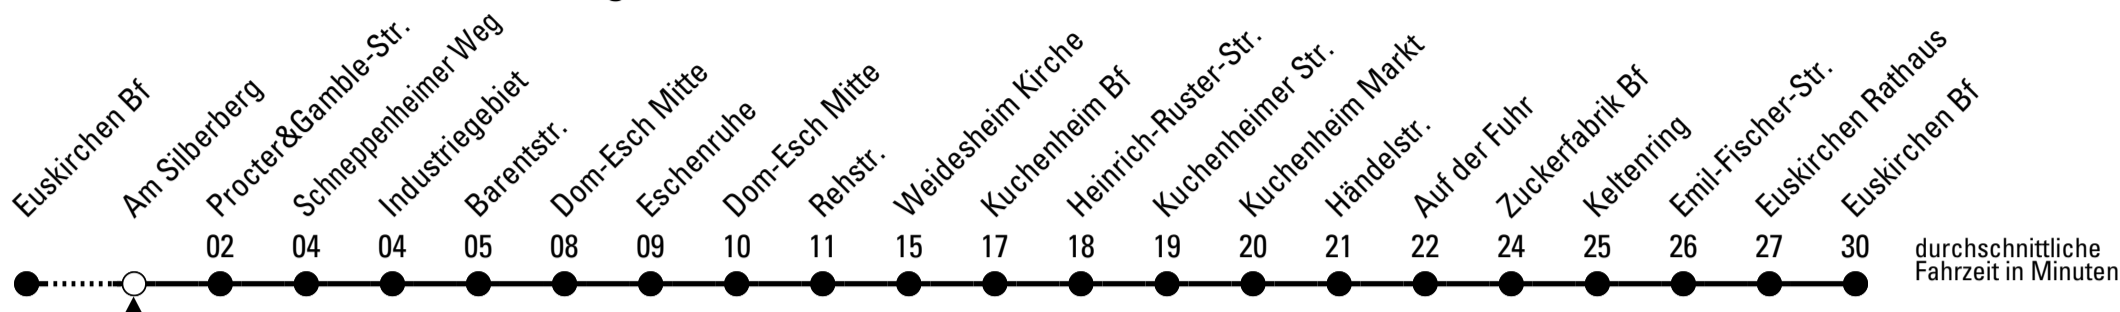 Euskirchen Bf
Am Silberberg
Procter&Gamble-Str.
Schneppenheimer Weg
Industriegebiet
Barentstr.
Dom-Esch Mitte
Eschenruhe
Dom-Esch Mitte
Rehstr.
Weidesheim Kirche
Kuchenheim Bf
Heinrich-Ruster-Str.
Kuchenheimer Str.
Kuchenheim Markt
Händelstr.
Auf der Fuhr
Zuckerfabrik Bf
Keltenring
Emil-Fischer-Str.
Euskirchen Rathaus
Euskirchen Bf
02 04 04 05 08 09 10 11 15 17 18 19 20 21 22 24 25 26 27 30
durchschnittliche
Fahrzeit in Minuten